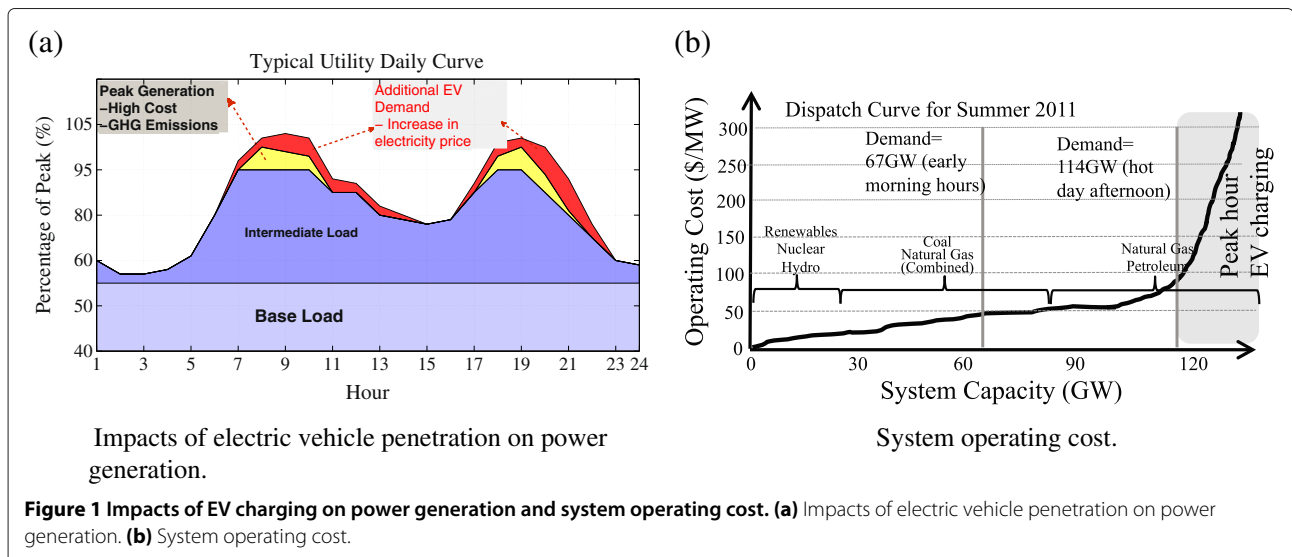 (a)
Typical Utility Daily Curve
Peak Generation
–High Cost
–GHG Emissions
Additional EV
Demand
– Increase in
electricity price
Intermediate Load
Base Load
Percentage of Peak (%)
105
95
80
60
40
1 3 5 7 9 11 13 15 17 19 21 23 24
Hour
Impacts of electric vehicle penetration on power
generation.
(b)
Dispatch Curve for Summer 2011
Demand=
67GW (early
morning hours)
Demand=
114GW (hot
day afternoon)
Renewables
Nuclear
Hydro
Coal
Natural Gas
(Combined)
Natural Gas
Petroleum
Peak hour
EV charging
Operating Cost ($/MW)
300
250
200
150
100
50
0
0 30 60 90 120
System Capacity (GW)
System operating cost.
Figure 1 Impacts of EV charging on power generation and system operating cost. (a) Impacts of electric vehicle penetration on power
generation. (b) System operating cost.